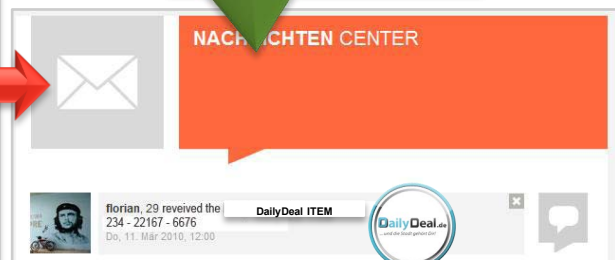 NACHRICHTEN CENTER
florian, 29 reveived the DailyDeal ITEM
234 - 22167 - 6676
Do, 11. Mär 2010, 12:00
DailyDeal.de